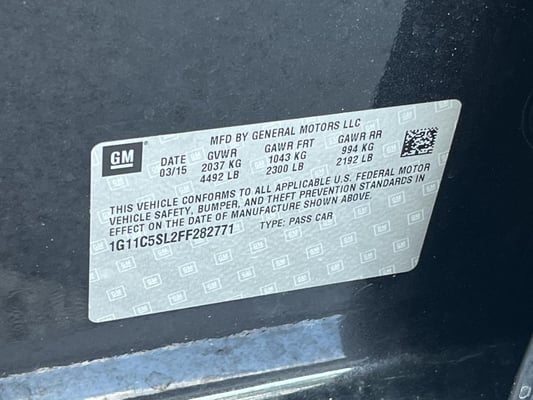 MFD BY GENERAL MOTORS LLC
GM
DATE GVWR GAWR FRT GAWR RR
03/15 2037 KG 1043 KG 994 KG
4492 LB 2300 LB 2192 LB
THIS VEHICLE CONFORMS TO ALL APPLICABLE U.S. FEDERAL MOTOR
VEHICLE SAFETY, BUMPER, AND THEFT PREVENTION STANDARDS IN
EFFECT ON THE DATE OF MANUFACTURE SHOWN ABOVE.
1G11C5SL2FF282771 TYPE: PASS CAR